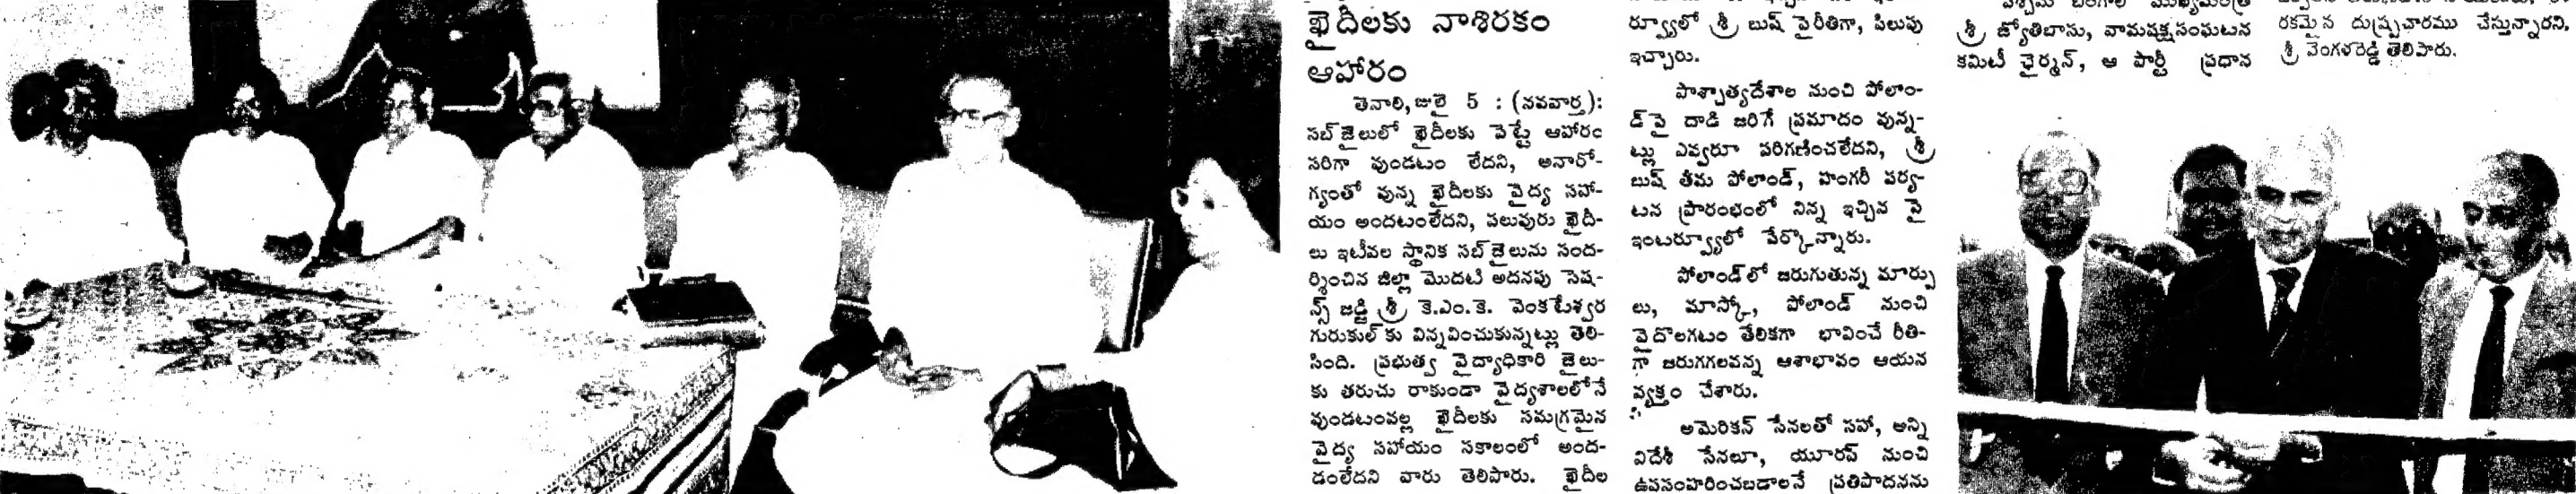 ఖైదీలకు నాశిరకం
ఆహారం
తెనాలి, జులై 5 : (నవవార్త):
సబ్ జైలులో ఖైదీలకు పెట్టే ఆహారం
సరిగా వుండటం లేదని, అనారో-
గ్యంతో వున్న ఖైదీలకు వైద్య సహా-
యం అందటంలేదని, పలువురు ఖైదీ-
లు ఇటీవల స్థానిక సబ్ జైలును సంద-
ర్శించిన జిల్లా మొదటి అదనపు సెష-
న్స్ జడ్జి శ్రీ కె.ఎం.కె. వెంకటేశ్వర
గురుకుల్ కు విన్నవించుకున్నట్లు తెలి-
సింది. ప్రభుత్వ వైద్యాధికారి జైలు-
కు తరుచు రాకుండా వైద్యశాలలోనే
వుండటంవల్ల ఖైదీలకు సమగ్రమైన
వైద్య సహాయం సకాలంలో అంద-
డంలేదని వారు తెలిపారు. ఖైదీల
ర్వ్యూలో శ్రీ బుష్ పైరీతిగా, పిలుపు
ఇచ్చారు.
పాశ్చాత్యదేశాల నుంచి పోలాం-
డ్ పై దాడి జరిగే ప్రమాదం వున్న-
ట్లు ఎవ్వరూ పరిగణించలేదని, శ్రీ
బుష్ తీమ పోలాండ్, హంగరీ పర్య-
టన ప్రారంభంలో నిన్న ఇచ్చిన పై
ఇంటర్వ్యూలో పేర్కొన్నారు.
పోలాండ్ లో జరుగుతున్న మార్పు
లు, మాస్కో, పోలాండ్ నుంచి
వైదొలగటం తేలికగా భావించే రీతి-
గా జరుగగలవన్న ఆశాభావం ఆయన
వ్యక్తం చేశారు.
అమెరికన్ సేనలతో సహా, అన్ని
విదేశీ సేనలూ, యూరప్ నుంచి
ఉపసంహరించబడాలనే ప్రతిపాదనను
పశ్చిమ బెంగాల్ ముఖ్యమంత్రి
శ్రీ జ్యోతిబాసు, వామపక్షసంఘటన
కమిటీ చైర్మన్, ఆ పార్టీ ప్రధాన
రకమైన దుష్ప్రచారము చేస్తున్నారని,
శ్రీ వెంగళరెడ్డి తెలిపారు.